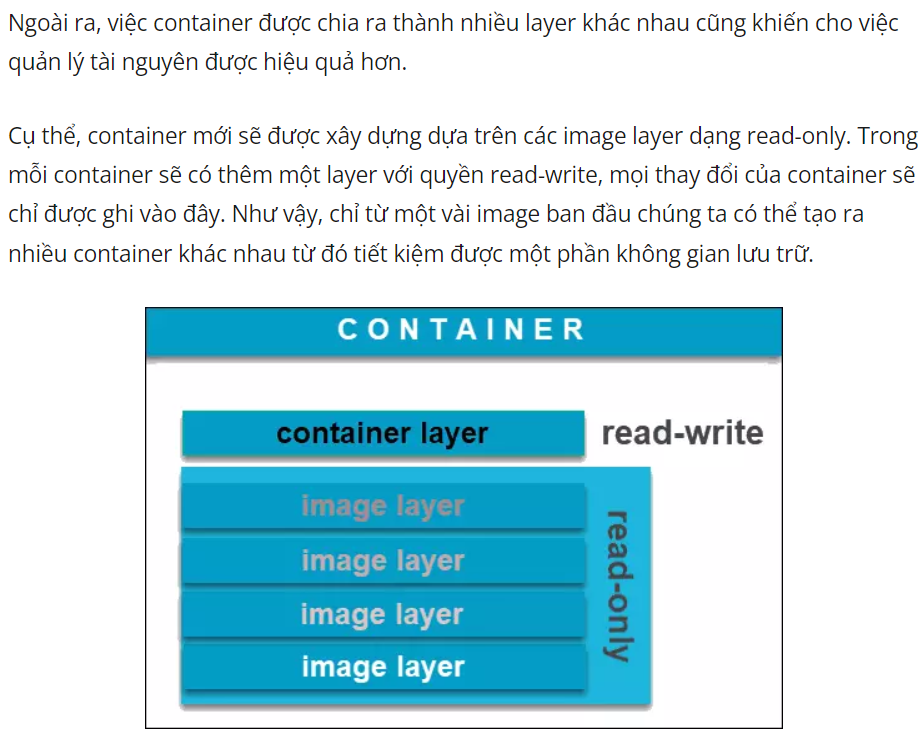 Ngoài ra, việc container được chia ra thành nhiều layer khác nhau cũng khiến cho việc
quản lý tài nguyên được hiệu quả hơn.
Cụ thể, container mới sẽ được xây dựng dựa trên các image layer dạng read-only. Trong
mỗi container sẽ có thêm một layer với quyền read-write, mọi thay đổi của container sẽ
chỉ được ghi vào đây. Như vậy, chỉ từ một vài image ban đầu chúng ta có thể tạo ra
nhiều container khác nhau từ đó tiết kiệm được một phần không gian lưu trữ.
CONTAINER
container layer
read-write
image layer
image layer
image layer
image layer
read-only